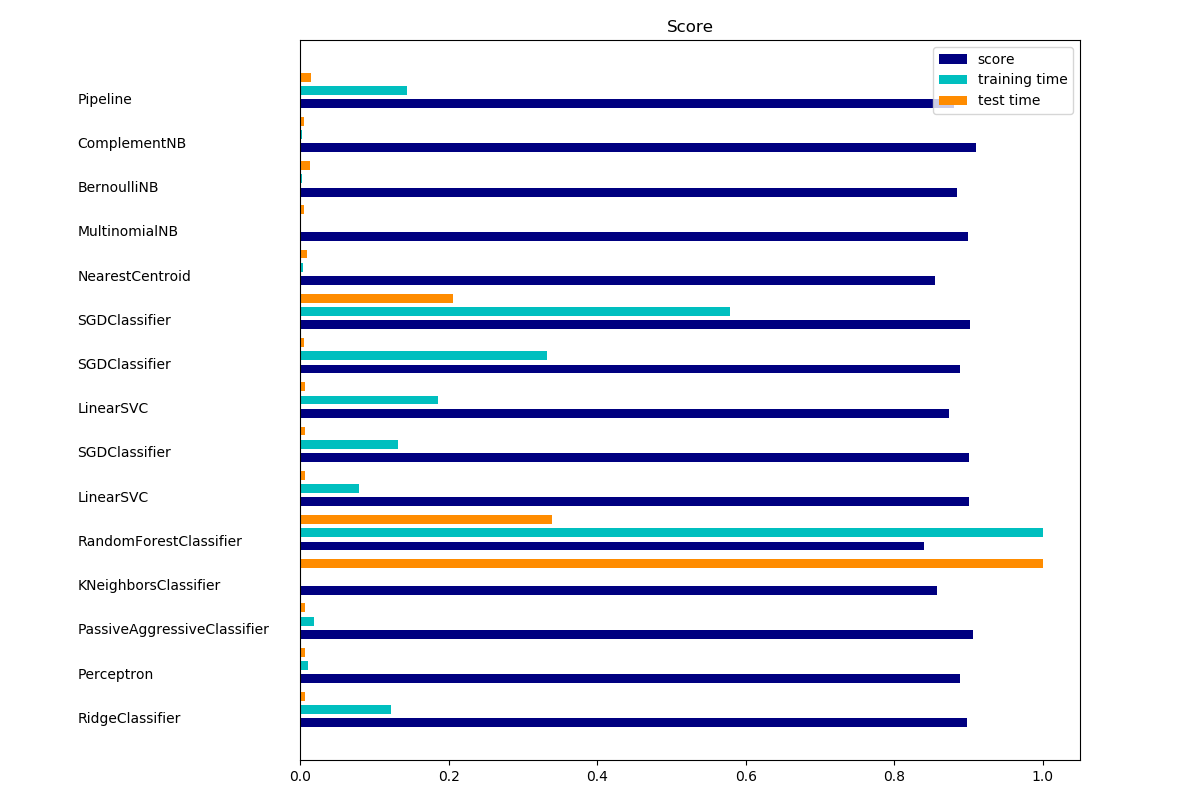 Score
score
training time
test time
Pipeline
ComplementNB
BernoulliNB
MultinomialNB
NearestCentroid
SGDClassifier
SGDClassifier
LinearSVC
SGDClassifier
LinearSVC
RandomForestClassifier
KNeighborsClassifier
PassiveAggressiveClassifier
Perceptron
RidgeClassifier
0.0 0.2 0.4 0.6 0.8 1.0